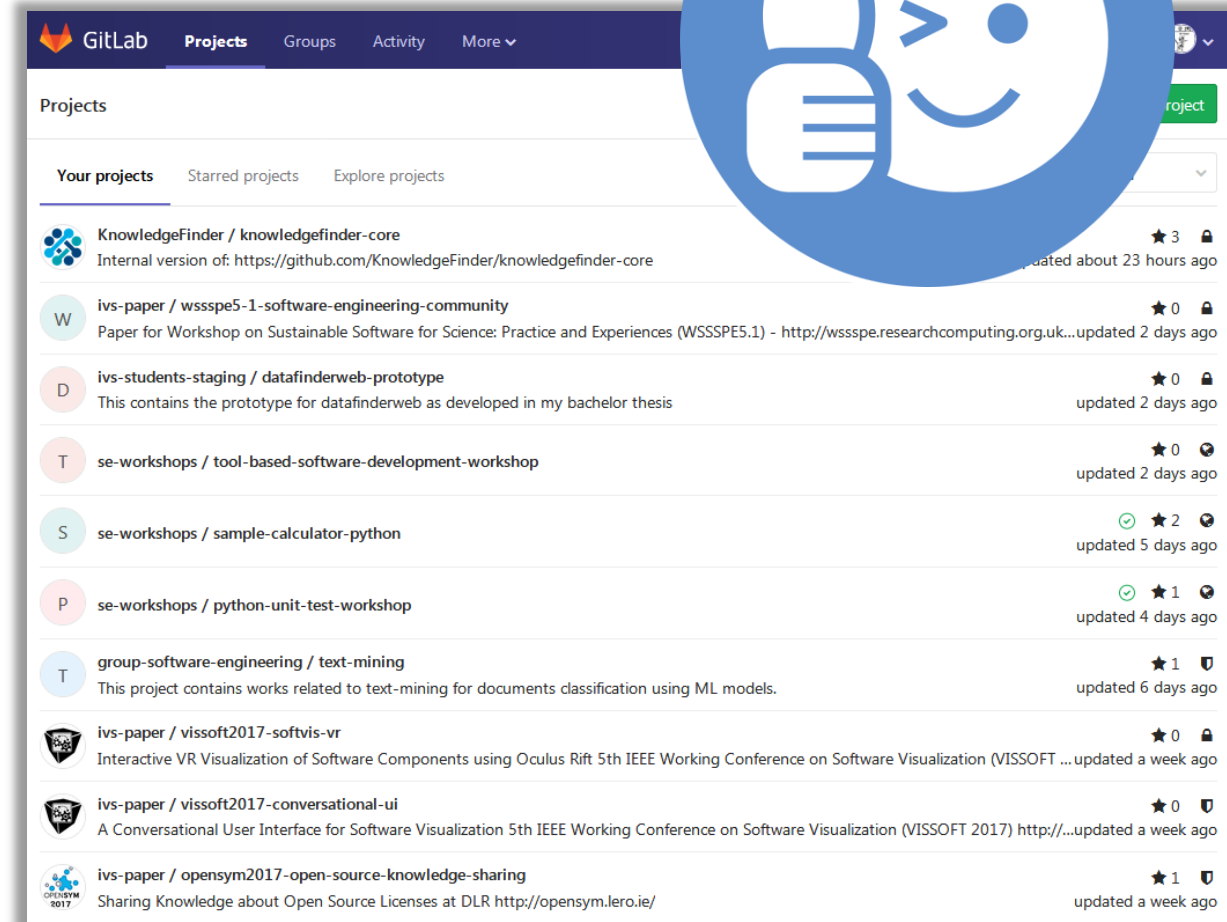 GitLab Projects Groups Activity More
Projects
roject
Your projects Starred projects Explore projects
KnowledgeFinder / knowledgefinder-core
3
Internal version of: https://github.com/KnowledgeFinder/knowledgefinder-core
ated about 23 hours ago
W
ivs-paper / wssspe5-1-software-engineering-community
0
Paper for Workshop on Sustainable Software for Science: Practice and Experiences (WSSSPE5.1) - http://wssspe.researchcomputing.org.uk...updated 2 days ago
D
ivs-students-staging / datafinderweb-prototype
0
This contains the prototype for datafinderweb as developed in my bachelor thesis
updated 2 days ago
T
se-workshops / tool-based-software-development-workshop
0
updated 2 days ago
S
se-workshops / sample-calculator-python
2
updated 5 days ago
P
se-workshops / python-unit-test-workshop
1
updated 4 days ago
T
group-software-engineering / text-mining
1
This project contains works related to text-mining for documents classification using ML models.
updated 6 days ago
ivs-paper / vissoft2017-softvis-vr
0
Interactive VR Visualization of Software Components using Oculus Rift 5th IEEE Working Conference on Software Visualization (VISSOFT ... updated a week ago
ivs-paper / vissoft2017-conversational-ui
0
A Conversational User Interface for Software Visualization 5th IEEE Working Conference on Software Visualization (VISSOFT 2017) http://...updated a week ago
OPENSYM
2017
ivs-paper / opensym2017-open-source-knowledge-sharing
1
Sharing Knowledge about Open Source Licenses at DLR http://opensym.lero.ie/
updated a week ago